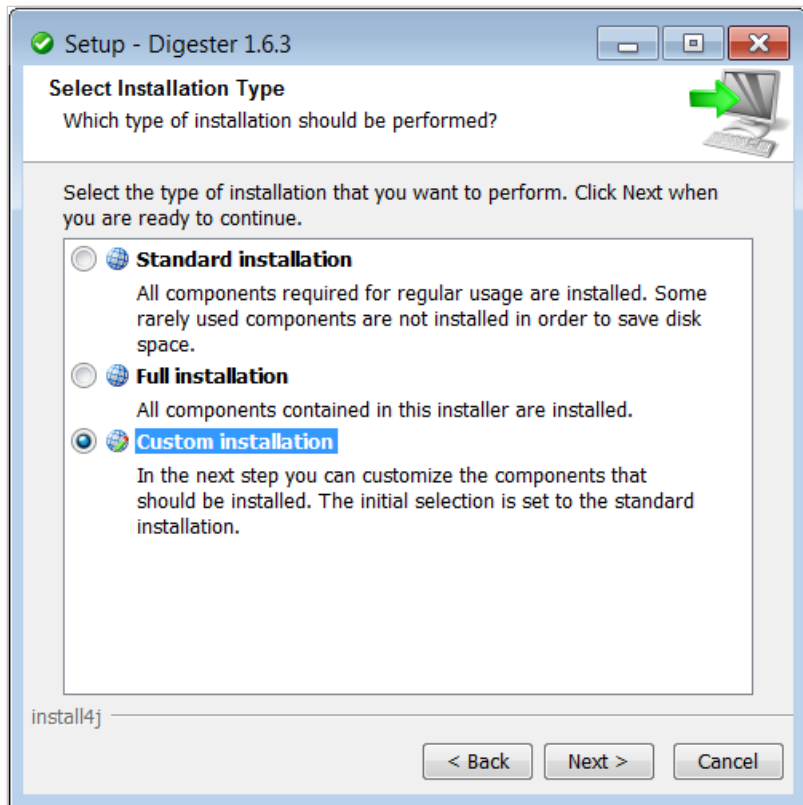 Setup - Digester 1.6.3
Select Installation Type
Which type of installation should be performed?
Select the type of installation that you want to perform. Click Next when
you are ready to continue.
Standard installation
All components required for regular usage are installed. Some
rarely used components are not installed in order to save disk
space.
Full installation
All components contained in this installer are installed.
Custom installation
In the next step you can customize the components that
should be installed. The initial selection is set to the standard
installation.
install4j
< Back
Next >
Cancel